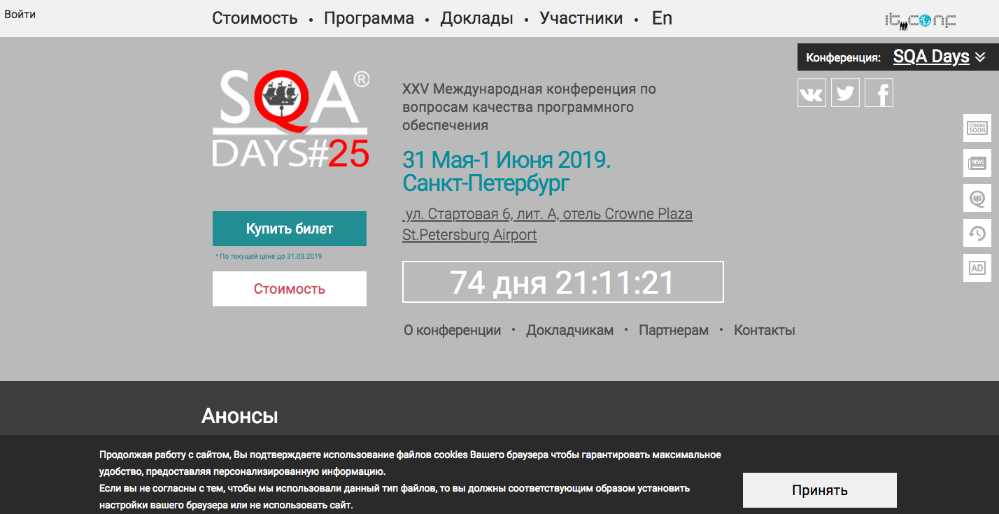 Войти
Стоимость • Программа • Доклады • Участники • En
it conf
Конференция: SQA Days
SQA®
DAYS#25
XXV Международная конференция по
вопросам качества программного
обеспечения
31 Мая-1 Июня 2019.
Санкт-Петербург
ул. Стартовая 6, лит. А, отель Crowne Plaza
St.Petersburg Airport
COMING
SOON
NEWS
AD
Купить билет
* По текущей цене до 31.03.2019
Стоимость
74 дня 21:11:21
О конференции • Докладчикам • Партнерам • Контакты
Анонсы
Продолжая работу с сайтом, Вы подтверждаете использование файлов cookies Вашего браузера чтобы гарантировать максимальное
удобство, предоставляя персонализированную информацию.
Если вы не согласны с тем, чтобы мы использовали данный тип файлов, то вы должны соответствующим образом установить
настройки вашего браузера или не использовать сайт.
Принять